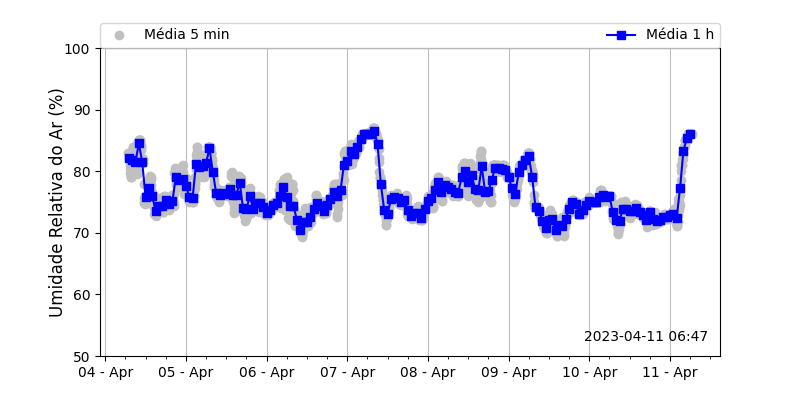 Média 5 min
Média 1 h
Umidade Relativa do Ar (%)
100
90
80
70
60
50
2023-04-11 06:47
04 - Apr
05 - Apr
06 - Apr
07 - Apr
08 - Apr
09 - Apr
10 - Apr
11 - Apr